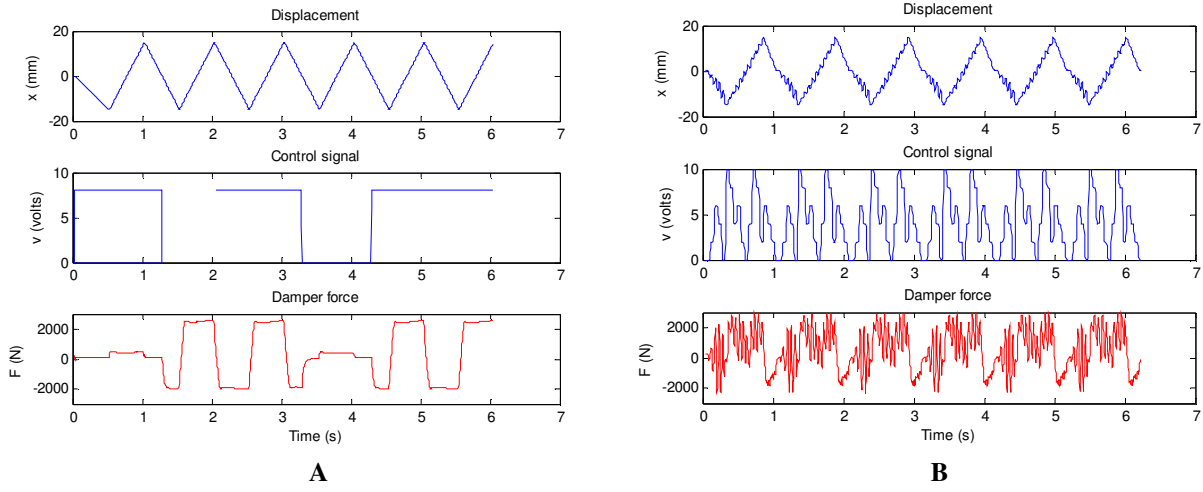 Displacement
20
0
-20
x (mm)
0 1 2 3 4 5 6 7
Control signal
10
5
0
v (volts)
0 1 2 3 4 5 6 7
Damper force
2000
0
-2000
F (N)
0 1 2 3 4 5 6 7
Time (s)
A
Displacement
20
0
-20
x (mm)
0 1 2 3 4 5 6 7
Control signal
10
5
0
v (volts)
0 1 2 3 4 5 6 7
Damper force
2000
0
-2000
F (N)
0 1 2 3 4 5 6 7
Time (s)
B